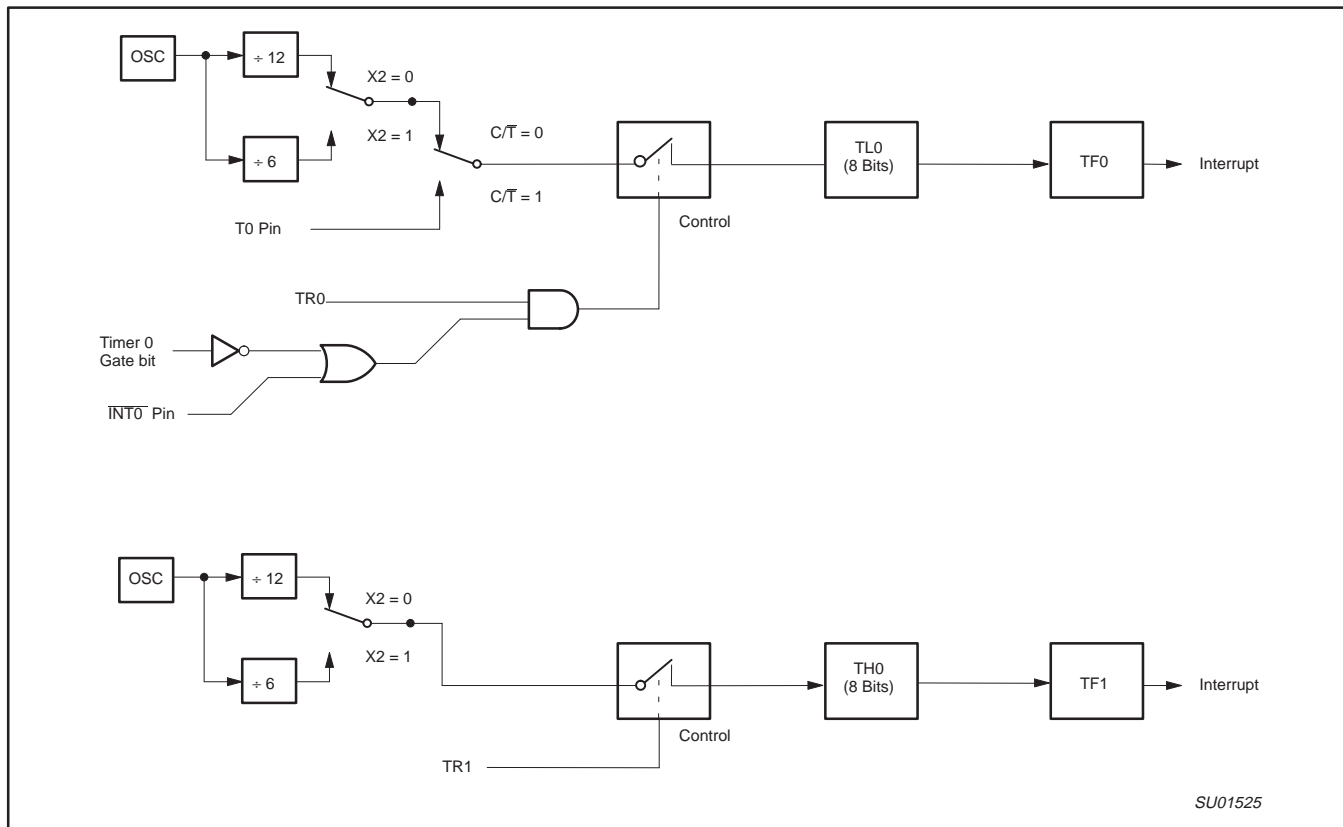 OSC
÷ 12
X2 = 0
X2 = 1
÷ 6
C/T̅ = 0
C/T̅ = 1
T0 Pin
Control
TL0
(8 Bits)
TF0
Interrupt
TR0
Timer 0
Gate bit
I̅N̅T̅0̅ Pin
OSC
÷ 12
X2 = 0
X2 = 1
÷ 6
Control
TH0
(8 Bits)
TF1
Interrupt
TR1
SU01525